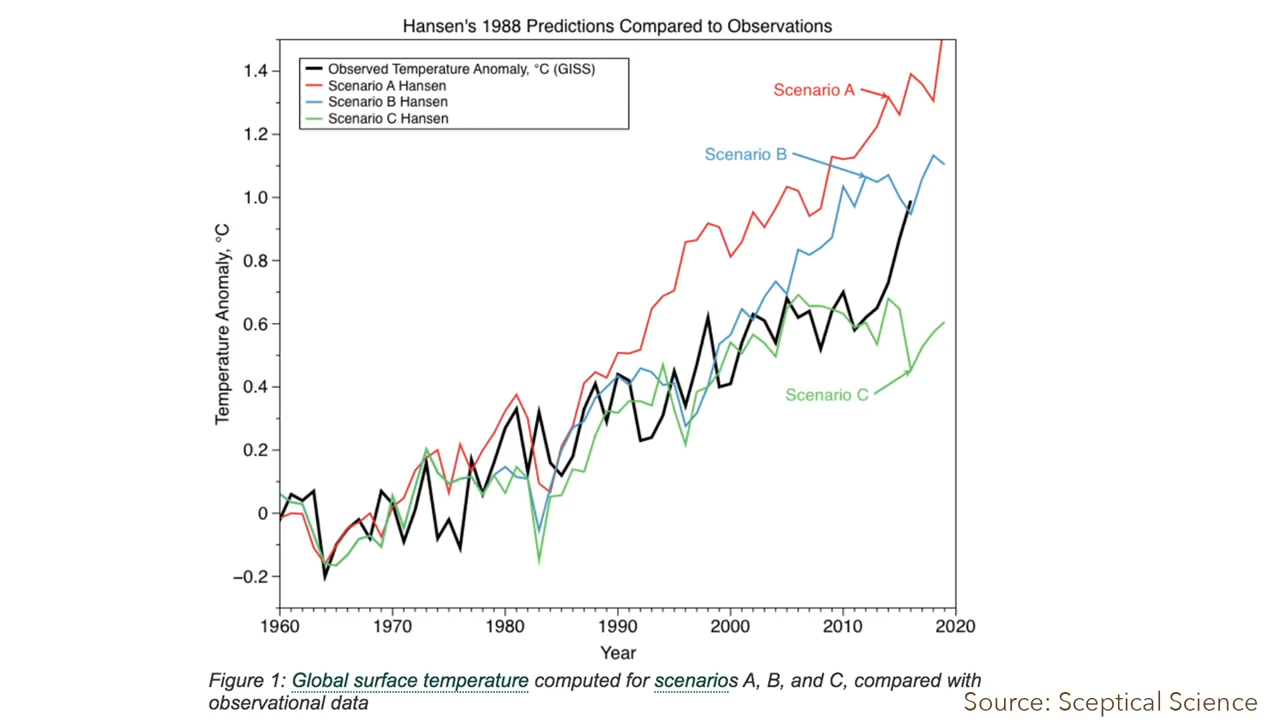 Hansen's 1988 Predictions Compared to Observations
Observed Temperature Anomaly, °C (GISS)
Scenario A Hansen
Scenario B Hansen
Scenario C Hansen
Scenario A
Scenario B
Scenario C
Temperature Anomaly, °C
1.4
1.2
1.0
0.8
0.6
0.4
0.2
0
−0.2
1960 1970 1980 1990 2000 2010 2020
Year
Figure 1: Global surface temperature computed for scenarios A, B, and C, compared with
observational data
Source: Sceptical Science